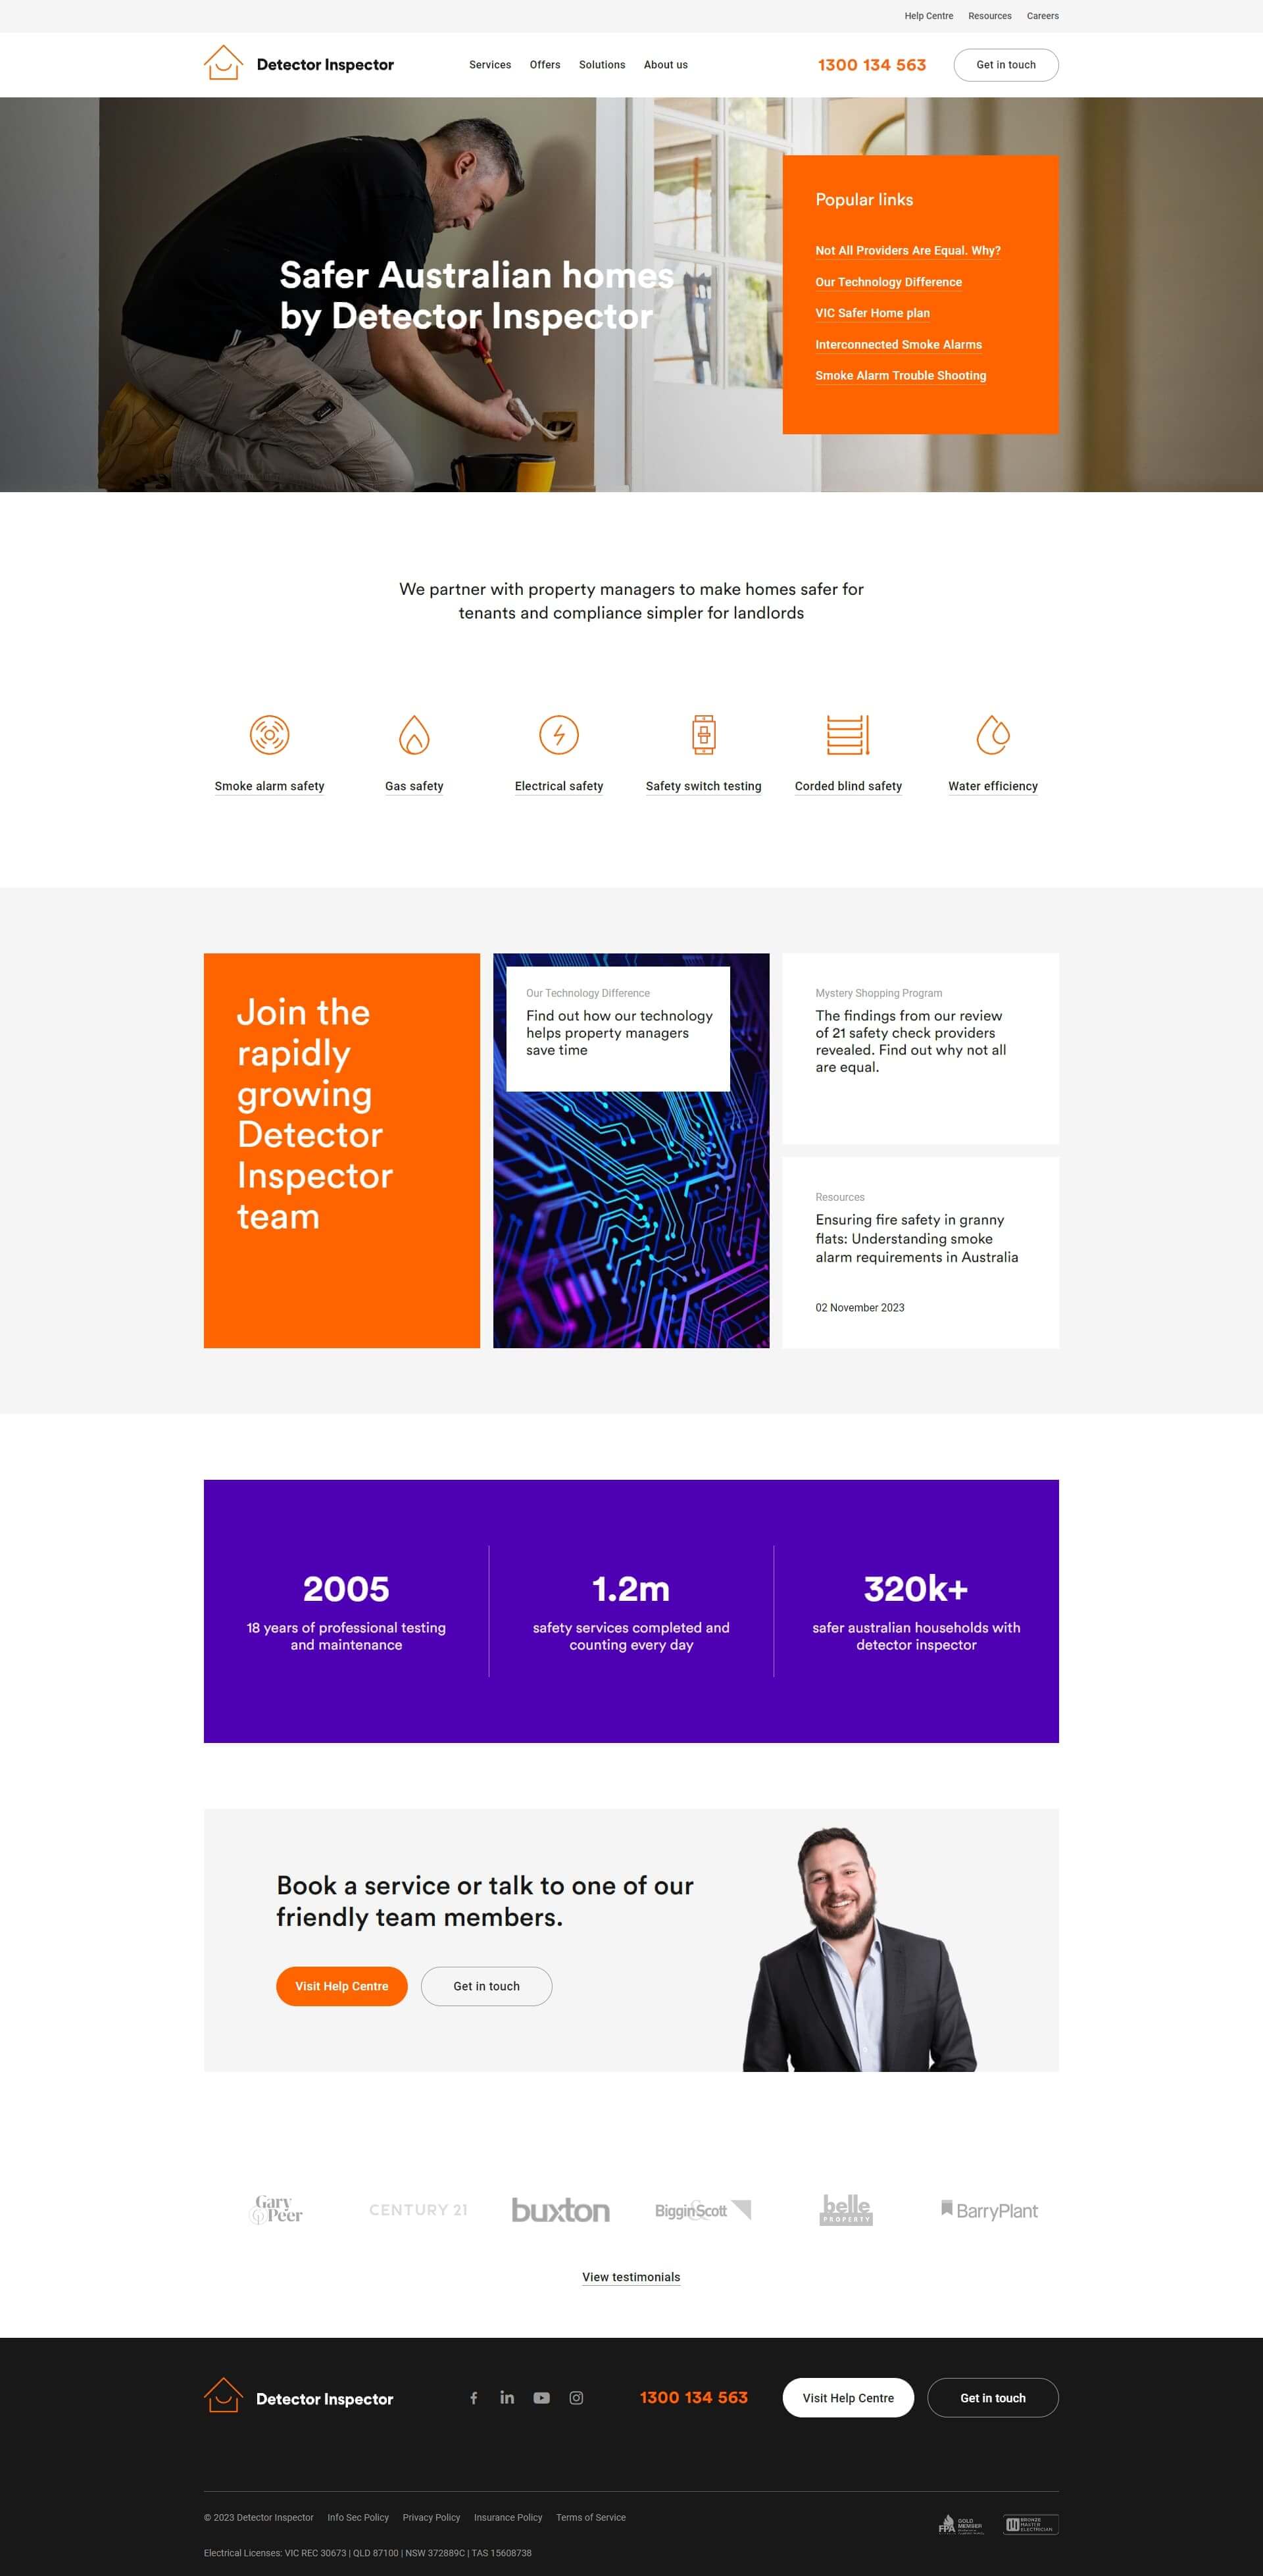 Help Centre Resources Careers
Detector Inspector
Services Offers Solutions About us
1300 134 563
Get in touch
Safer Australian homes
by Detector Inspector
Popular links
Not All Providers Are Equal. Why?
Our Technology Difference
VIC Safer Home plan
Interconnected Smoke Alarms
Smoke Alarm Trouble Shooting
We partner with property managers to make homes safer for
tenants and compliance simpler for landlords
Smoke alarm safety
Gas safety
Electrical safety
Safety switch testing
Corded blind safety
Water efficiency
Join the
rapidly
growing
Detector
Inspector
team
Our Technology Difference
Find out how our technology
helps property managers
save time
Mystery Shopping Program
The findings from our review
of 21 safety check providers
revealed. Find out why not all
are equal.
Resources
Ensuring fire safety in granny
flats: Understanding smoke
alarm requirements in Australia
02 November 2023
2005
18 years of professional testing
and maintenance
1.2m
safety services completed and
counting every day
320k+
safer australian households with
detector inspector
Book a service or talk to one of our
friendly team members.
Visit Help Centre
Get in touch
Gary
&Peer
CENTURY 21
buxton
Biggin&Scott
belle
PROPERTY
BarryPlant
View testimonials
Detector Inspector
1300 134 563
Visit Help Centre
Get in touch
© 2023 Detector Inspector Info Sec Policy Privacy Policy Insurance Policy Terms of Service
FPA
GOLD
MEMBER
BRONZE
MASTER
ELECTRICIAN
Electrical Licenses: VIC REC 30673 | QLD 87100 | NSW 372889C | TAS 15608738